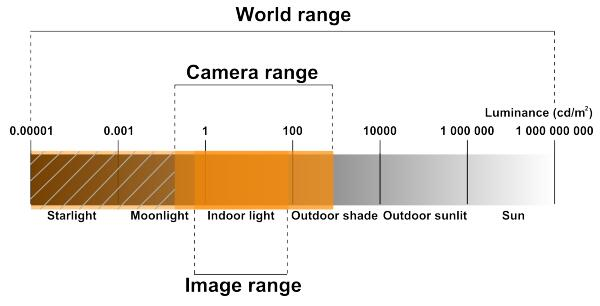 World range
Camera range
Luminance (cd/m²)
0.00001 0.001 1 100 10000 1 000 000 1 000 000 000
Starlight Moonlight Indoor light Outdoor shade Outdoor sunlit Sun
Image range